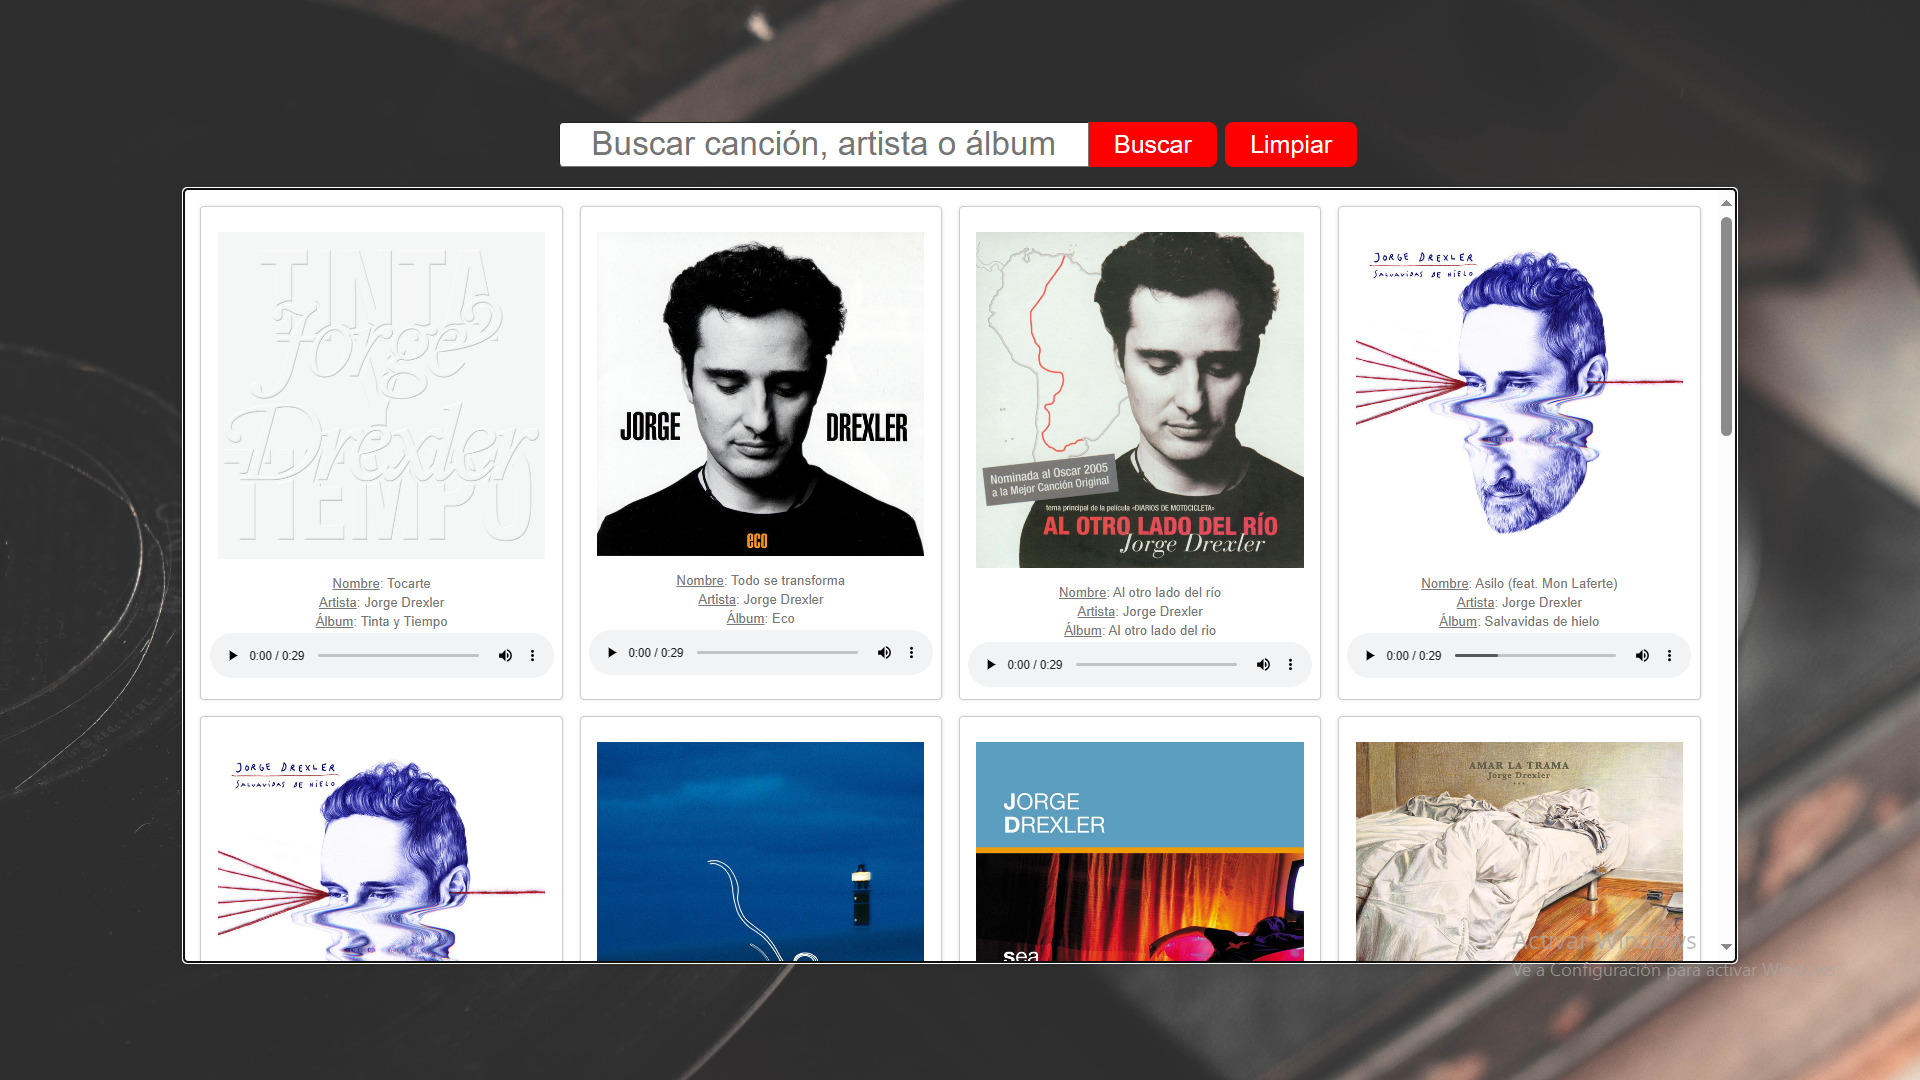 Buscar canción, artista o álbum
Buscar
Limpiar
TINTA
Jorge
Drexler
TIEMPO
Nombre: Tocarte
Artista: Jorge Drexler
Álbum: Tinta y Tiempo
0:00 / 0:29
JORGE DREXLER
eco
Nombre: Todo se transforma
Artista: Jorge Drexler
Álbum: Eco
0:00 / 0:29
Nominada al Oscar 2005
a la Mejor Canción Original
tema principal de la película «DIARIOS DE MOTOCICLETA»
AL OTRO LADO DEL RÍO
Jorge Drexler
Nombre: Al otro lado del río
Artista: Jorge Drexler
Álbum: Al otro lado del rio
0:00 / 0:29
JORGE DREXLER
SALVAVIDAS DE HIELO
Nombre: Asilo (feat. Mon Laferte)
Artista: Jorge Drexler
Álbum: Salvavidas de hielo
0:00 / 0:29
JORGE DREXLER
SALVAVIDAS DE HIELO
JORGE
DREXLER
sea
AMAR LA TRAMA
Jorge Drexler
Activar Windows
Ve a Configuración para activar Windows.